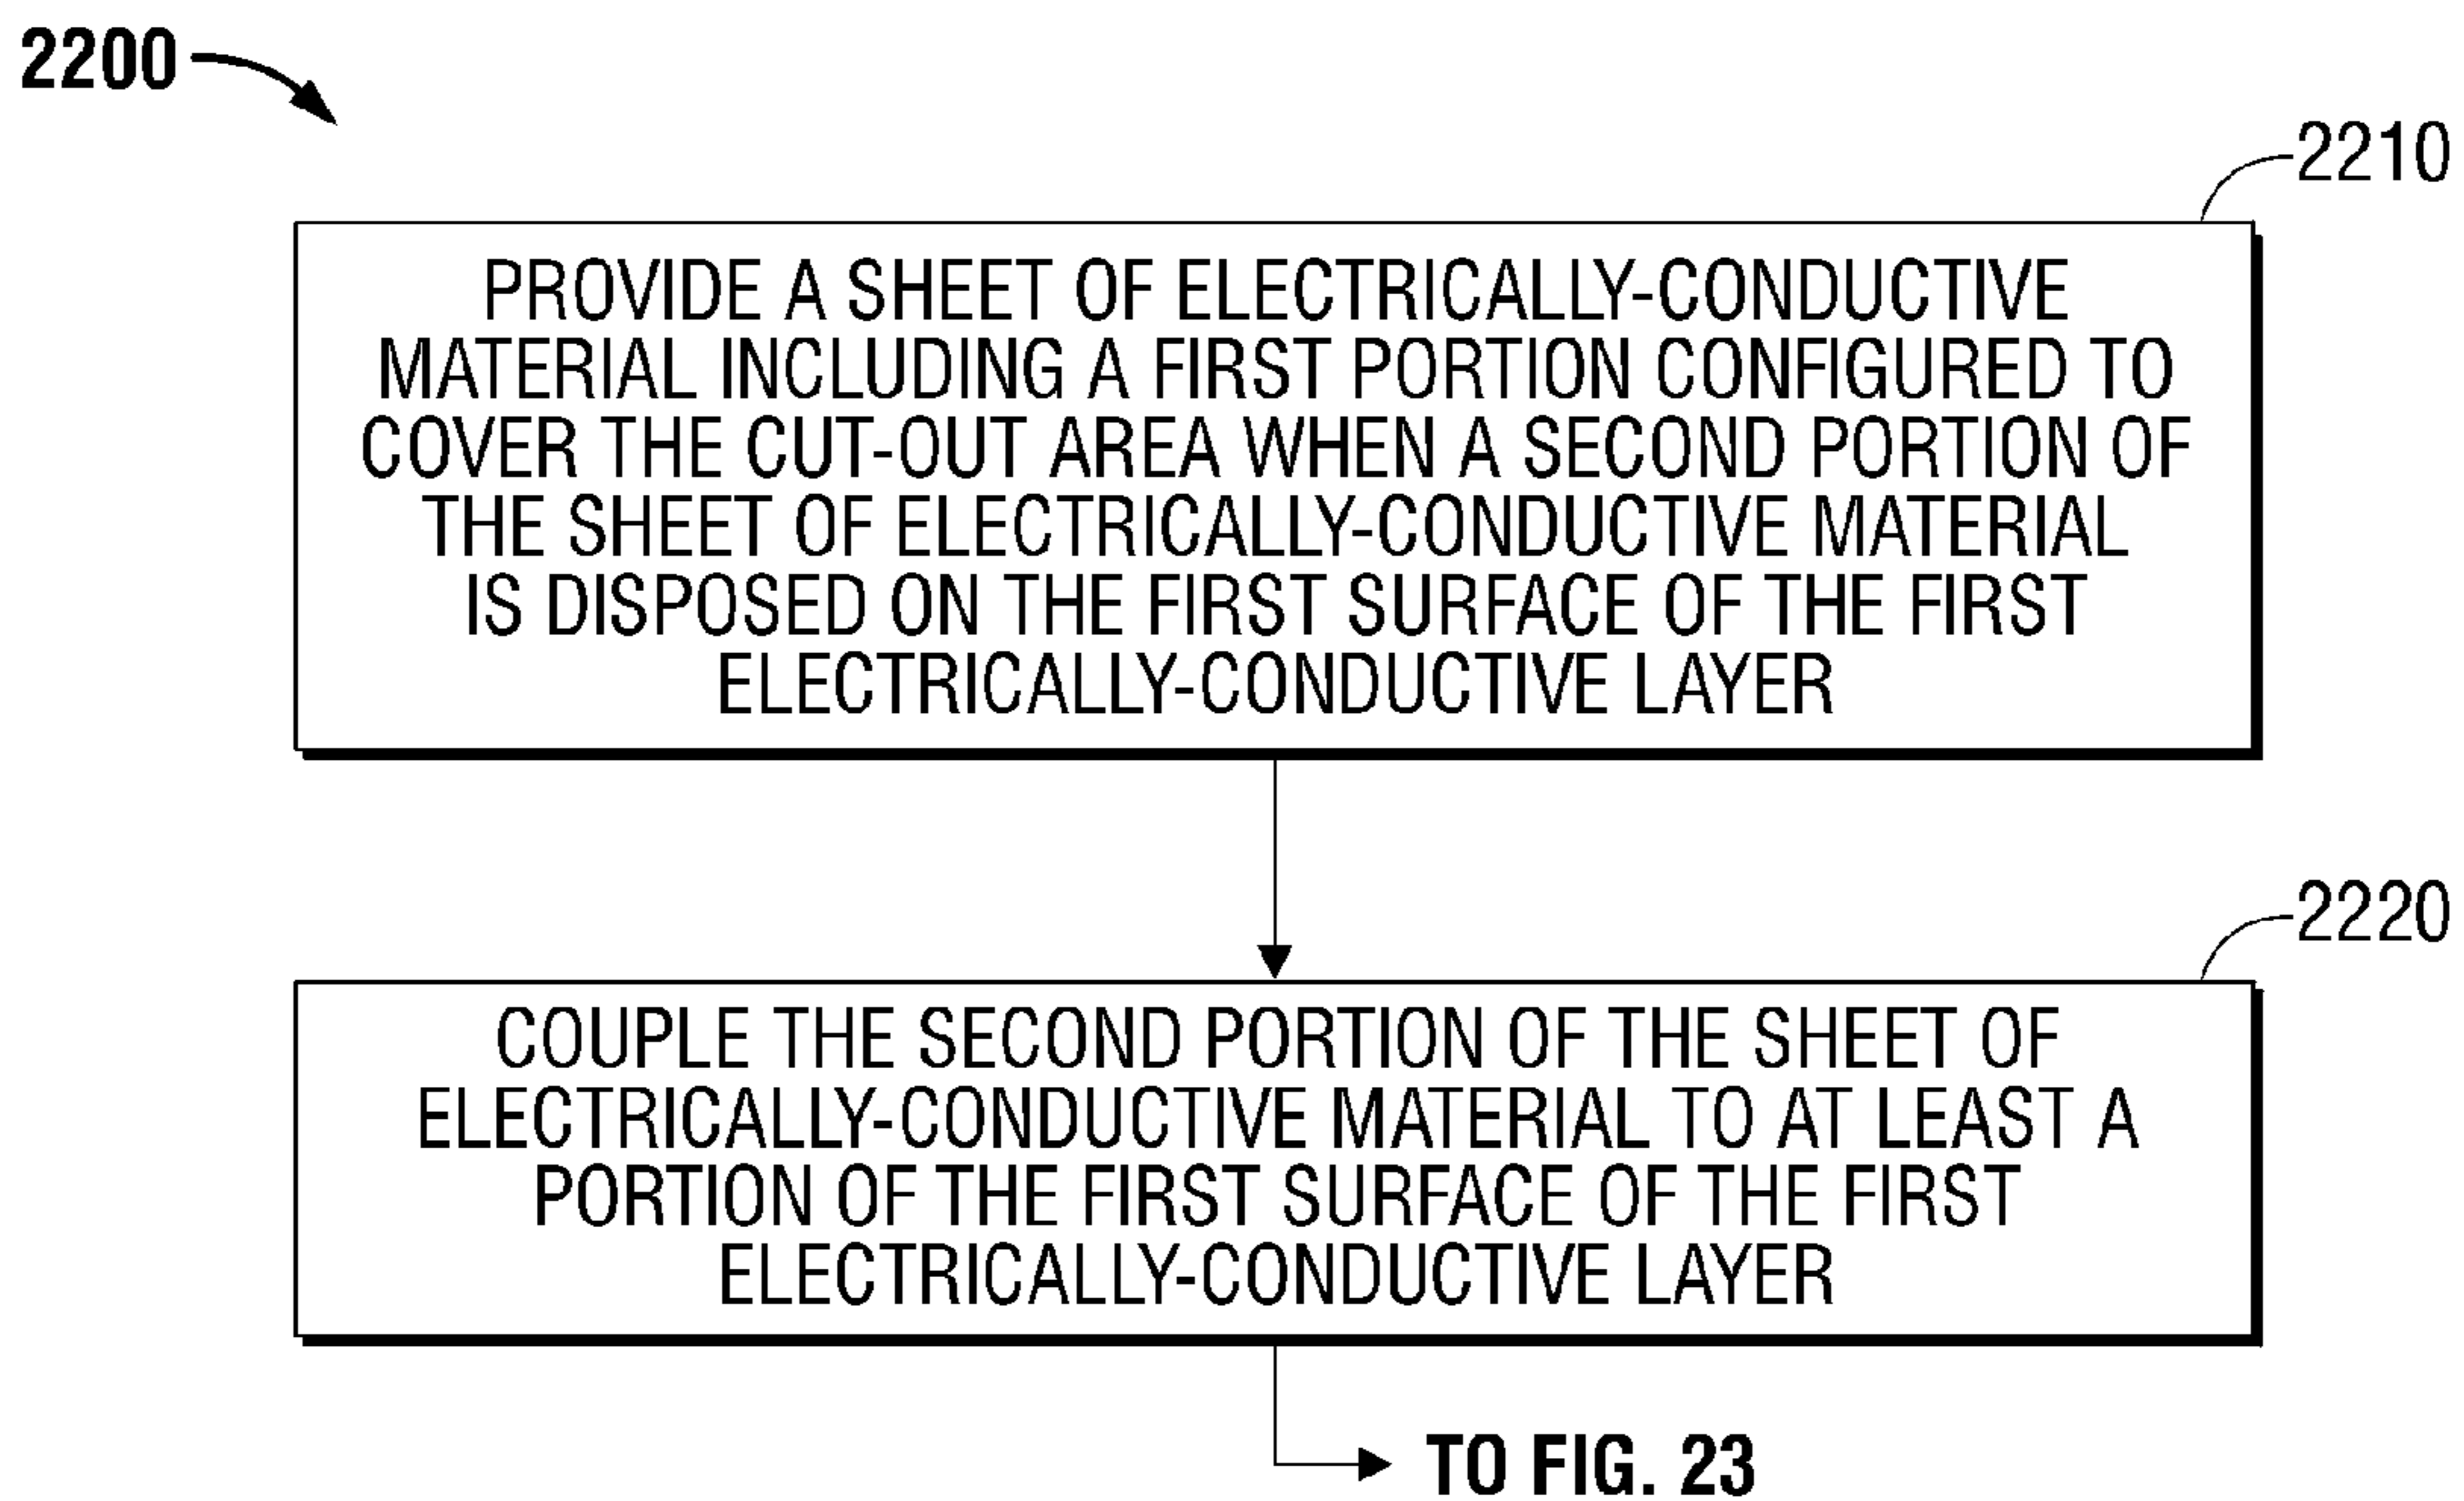 2200
2210
PROVIDE A SHEET OF ELECTRICALLY-CONDUCTIVE
MATERIAL INCLUDING A FIRST PORTION CONFIGURED TO
COVER THE CUT-OUT AREA WHEN A SECOND PORTION OF
THE SHEET OF ELECTRICALLY-CONDUCTIVE MATERIAL
IS DISPOSED ON THE FIRST SURFACE OF THE FIRST
ELECTRICALLY-CONDUCTIVE LAYER
2220
COUPLE THE SECOND PORTION OF THE SHEET OF
ELECTRICALLY-CONDUCTIVE MATERIAL TO AT LEAST A
PORTION OF THE FIRST SURFACE OF THE FIRST
ELECTRICALLY-CONDUCTIVE LAYER
TO FIG. 23